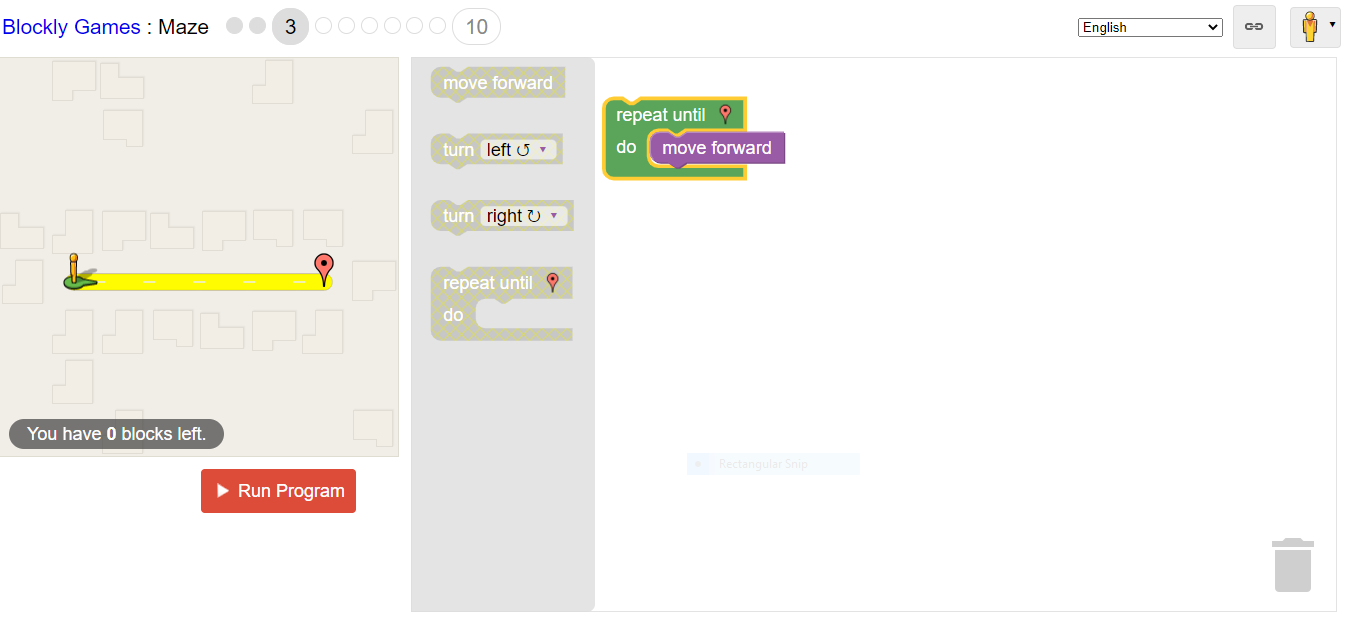 Blockly Games : Maze
3
10
English
move forward
turn left ↺
turn right ↻
repeat until
do
repeat until
do move forward
You have 0 blocks left.
Run Program
Rectangular Snip